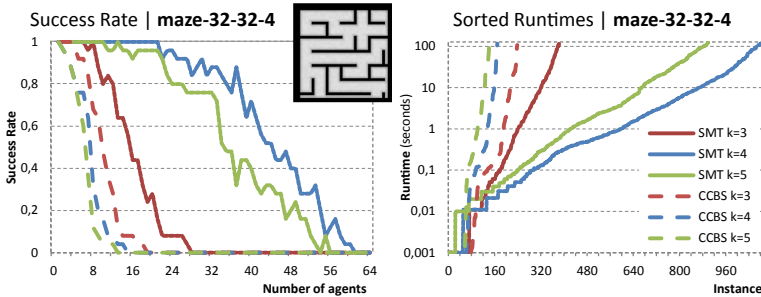 Success Rate | maze-32-32-4
Success Rate
1
0,8
0,6
0,4
0,2
0
0 8 16 24 32 40 48 56 64
Number of agents
Sorted Runtimes | maze-32-32-4
Runtime (seconds)
100
10
1
0,1
0,01
0,001
0 160 320 480 640 800 960
Instance
SMT k=3
SMT k=4
SMT k=5
CCBS k=3
CCBS k=4
CCBS k=5